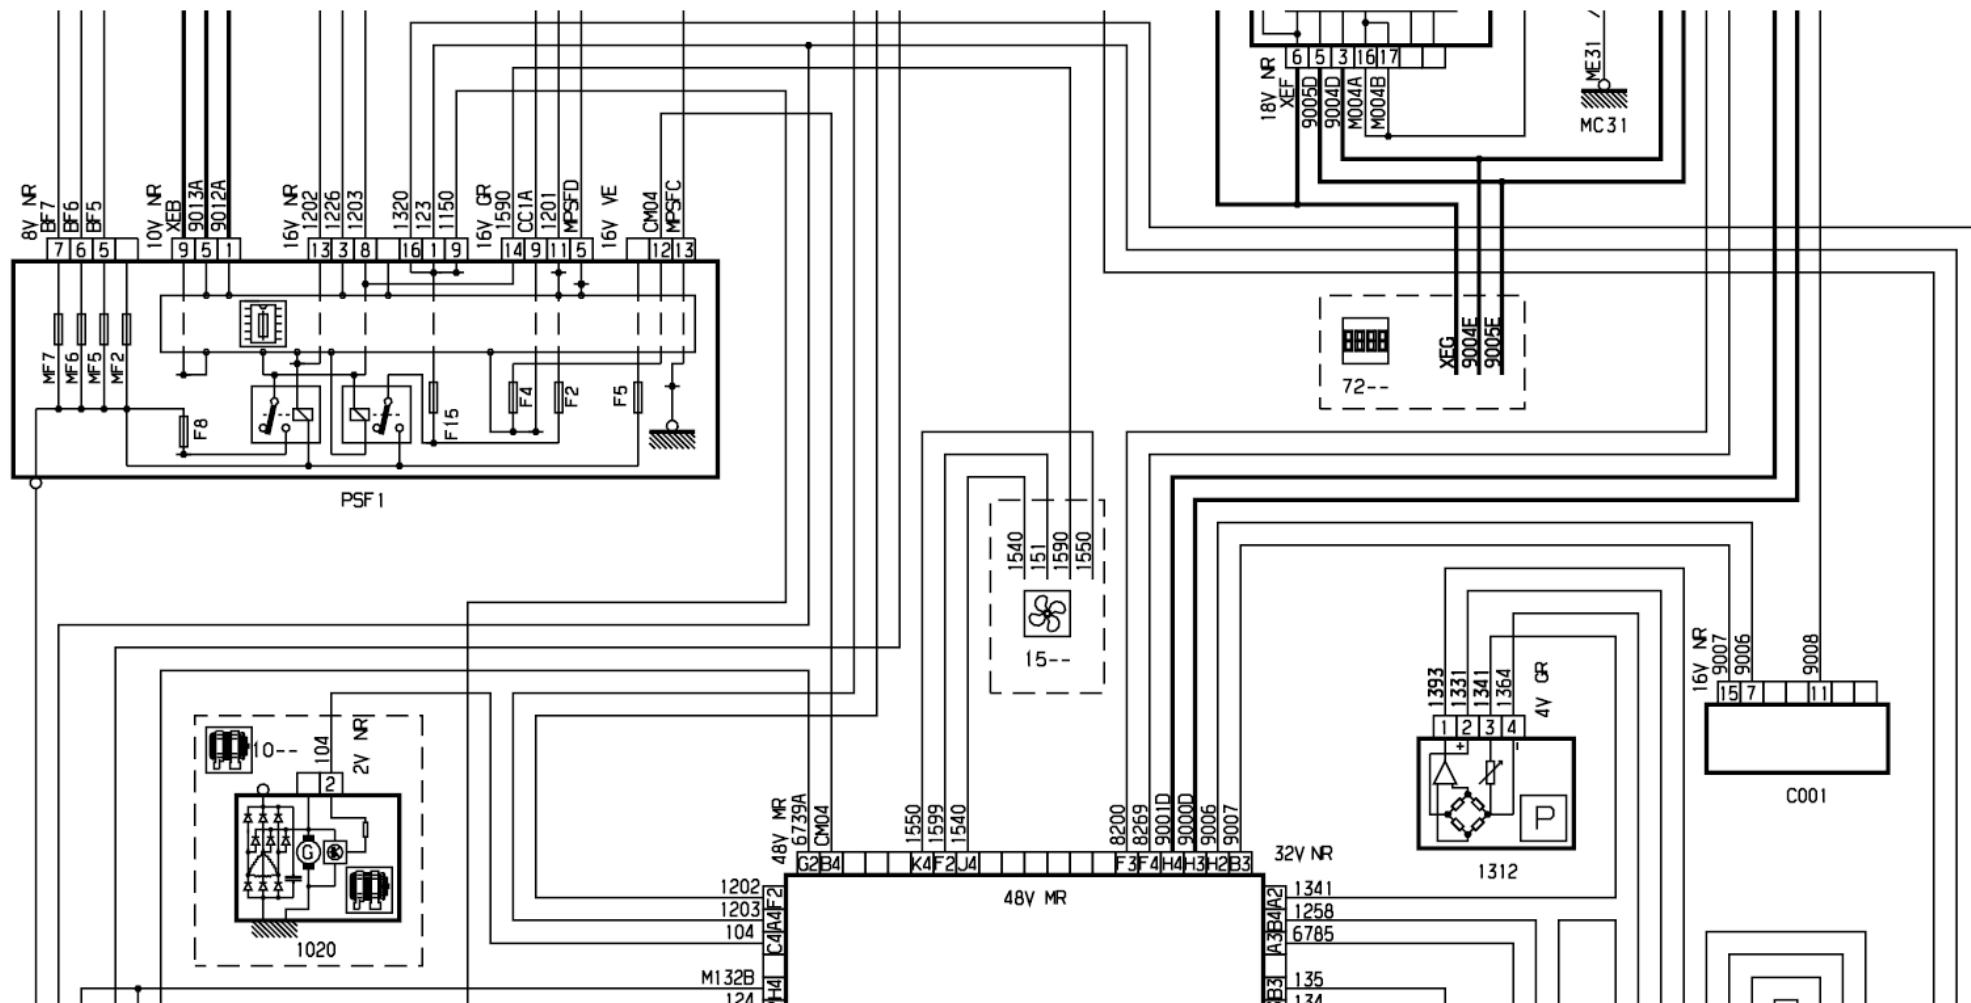 6 5 3 16 17
18V NR
XEF
9005D
9004D
M004A
M004B
ME31
MC31
8V NR
BF7
BF6
BF5
10V NR
XEB
9013A
9012A
16V NR
1202
1226
1203
1320
123
1150
16V GR
1590
CC1A
1201
MPSFD
16V VE
CM04
MPSFC
7 6 5
9 5 1
13 3 8 16 1 9
14 9 11 5
12 13
MF7
MF6
MF5
MF2
F8
F15
F4
F2
F5
PSF1
XEG
9004E
9005E
72--
1540
151
1590
1550
15--
1393
1331
1341
1364
4V GR
1 2 3 4
+
P
1312
16V NR
9007
9006
9008
15 7 11
C001
10--
104
2V NR
2
G
1020
48V MR
6739A
CM04
1550
1599
1540
8200
8269
9001D
9000D
9006
9007
32V NR
G2 B4 K4 F2 J4 F3 F4 H4 H3 H2 B3
48V MR
1202 F2
1203 A4
104 C4
M132B H4
124
A2 1341
B4 1258
A3 6785
B3 135
134